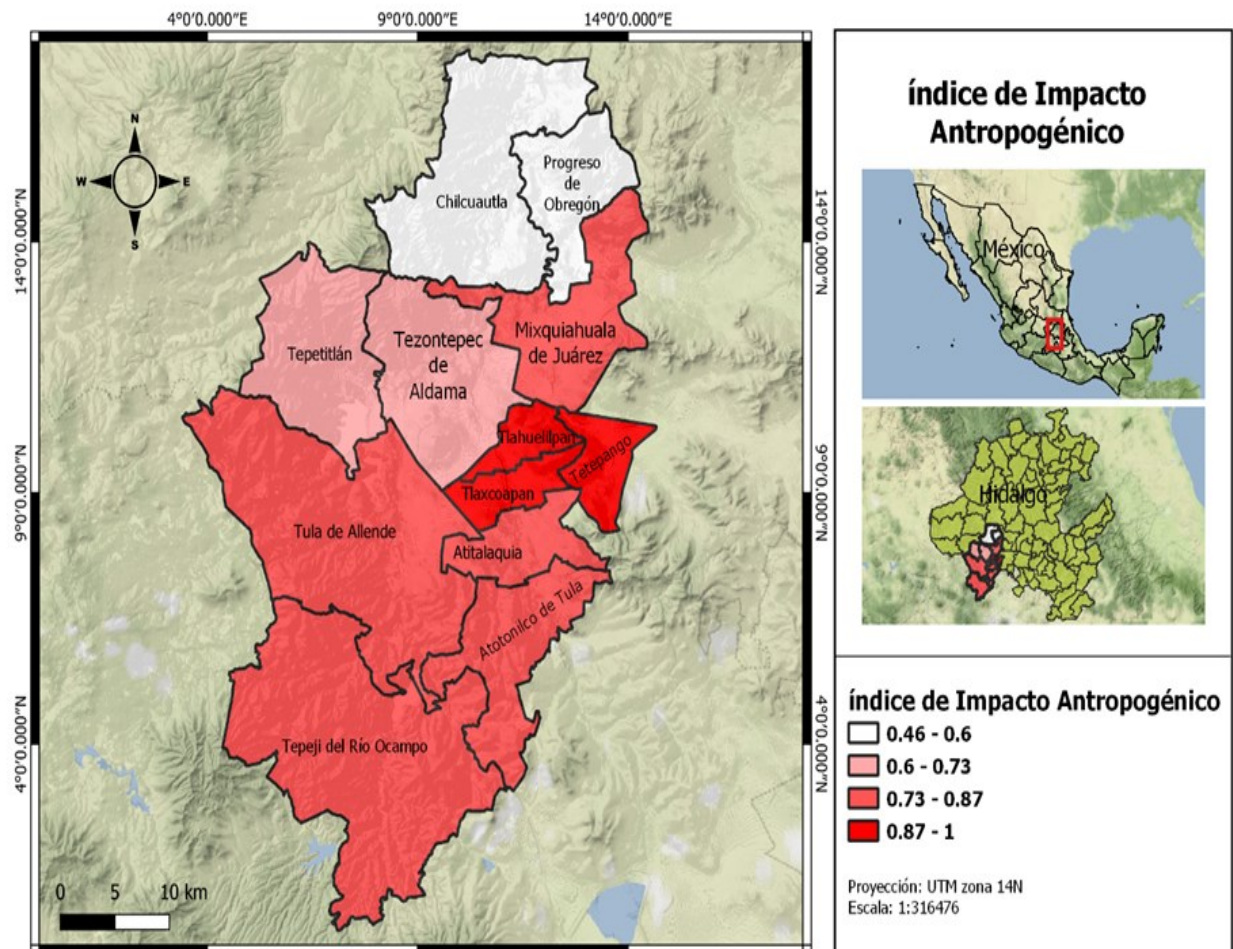 4°0'0.000"E
9°0'0.000"E
14°0'0.000"E
14°0'0.000"N
9°0'0.000"N
4°0'0.000"N
N
W
E
S
Chilcuautla
Progreso
de
Obregón
Mixquiahuala
de Juárez
Tepetitlán
Tezontepec
de
Aldama
Tlahuelilpan
Tetepango
Tlaxcoapan
Tula de Allende
Atitalaquia
Atotonilco de Tula
Tepeji del Río Ocampo
0 5 10 km
14°0'0.000"N
9°0'0.000"N
4°0'0.000"N
índice de Impacto
Antropogénico
México
Hidalgo
índice de Impacto Antropogénico
0.46 - 0.6
0.6 - 0.73
0.73 - 0.87
0.87 - 1
Proyección: UTM zona 14N
Escala: 1:316476